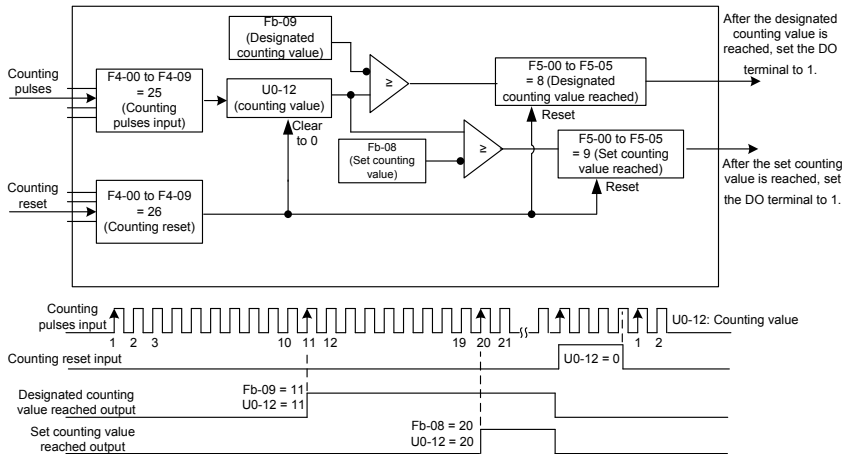 Fb-09
(Designated
counting value)
After the designated
counting value is
reached, set the DO
terminal to 1.
Counting
pulses
F4-00 to F4-09
= 25
(Counting
pulses input)
U0-12
(counting value)
≥
F5-00 to F5-05
= 8 (Designated
counting value reached)
Clear
to 0
Reset
Fb-08
(Set counting
value)
≥
F5-00 to F5-05
= 9 (Set counting
value reached)
After the set counting
value is reached, set
the DO terminal to 1.
Counting
reset
F4-00 to F4-09
= 26
(Counting reset)
Reset
Counting
pulses input
U0-12: Counting value
1 2 3 10 11 12 19 20 21 1 2
Counting reset input
U0-12 = 0
Designated counting
value reached output
Fb-09 = 11
U0-12 = 11
Set counting value
reached output
Fb-08 = 20
U0-12 = 20